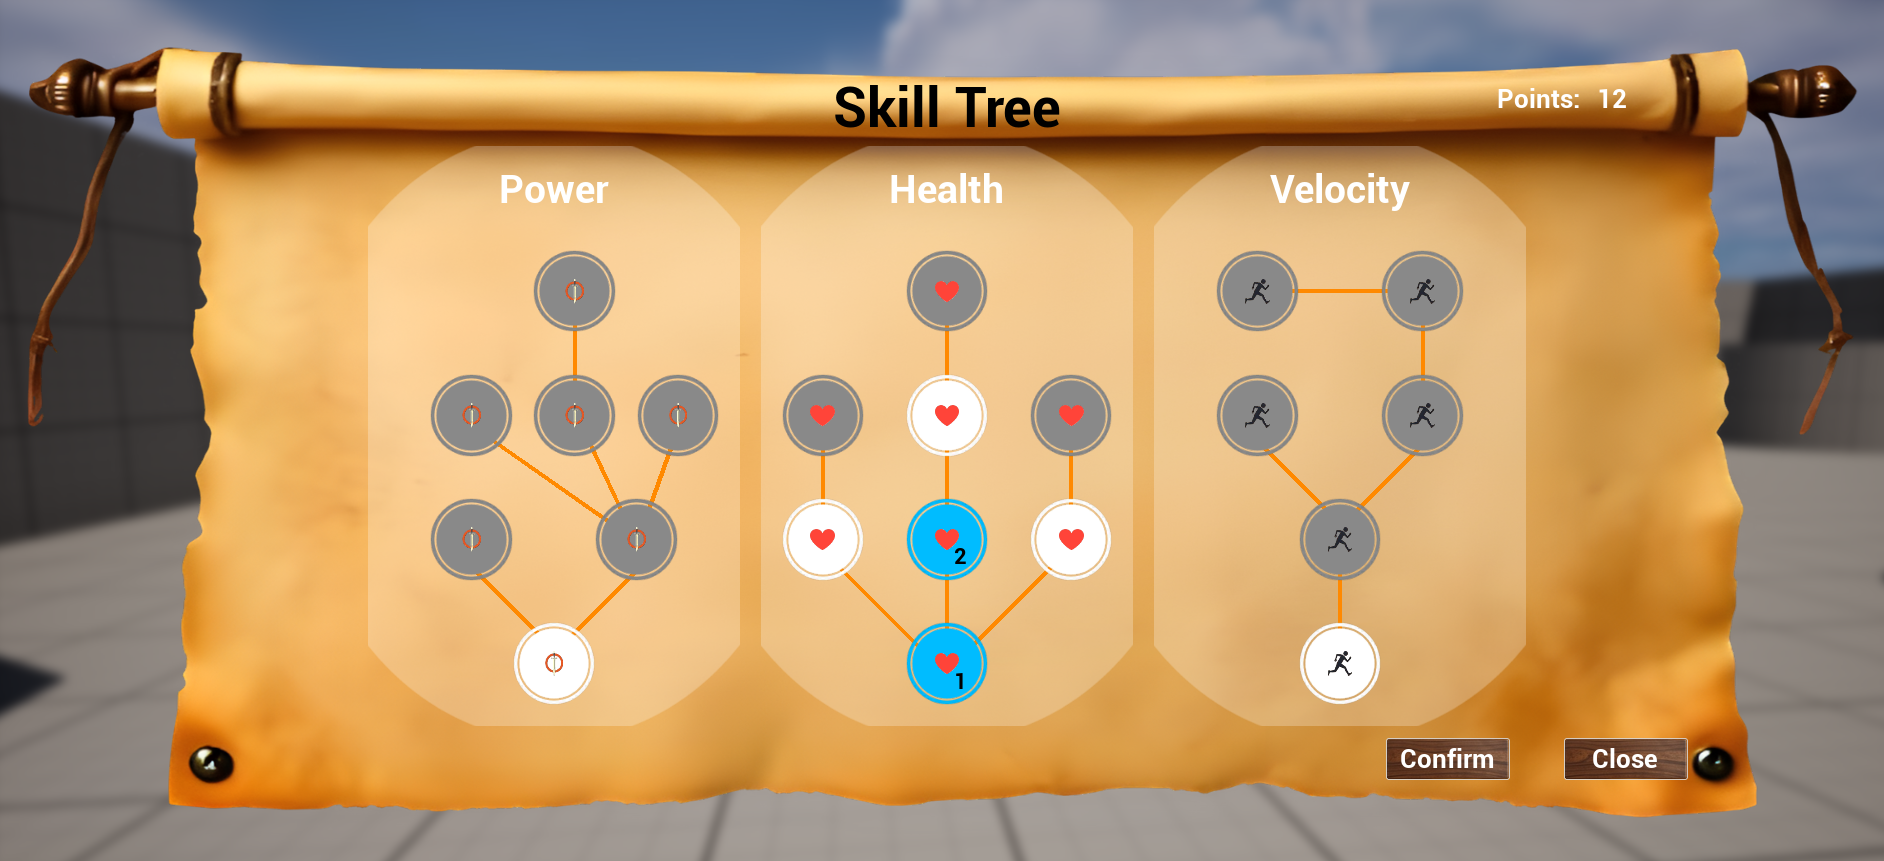 Skill Tree
Points: 12
Power
Health
Velocity
2
1
Confirm
Close